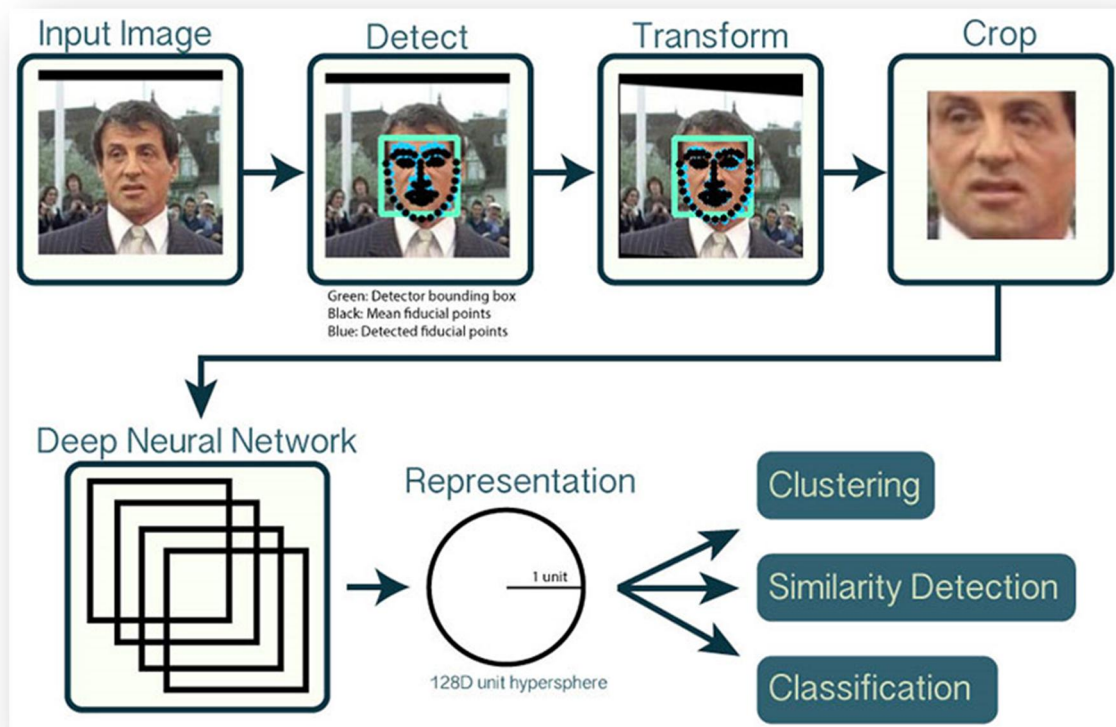 Input Image
Detect
Transform
Crop
Green: Detector bounding box
Black: Mean fiducial points
Blue: Detected fiducial points
Deep Neural Network
Representation
1 unit
128D unit hypersphere
Clustering
Similarity Detection
Classification